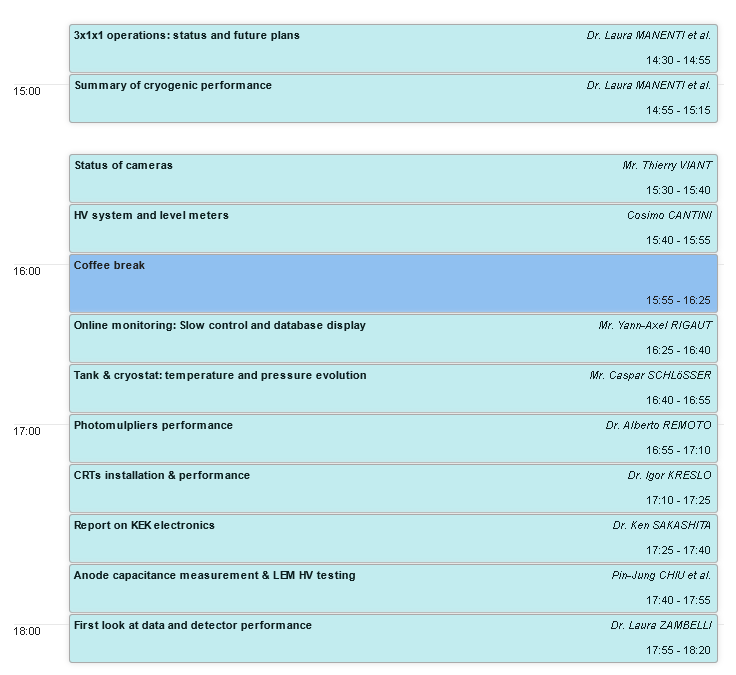 3x1x1 operations: status and future plans Dr. Laura MANENTI et al.
14:30 - 14:55
15:00
Summary of cryogenic performance Dr. Laura MANENTI et al.
14:55 - 15:15
Status of cameras Mr. Thierry VIANT
15:30 - 15:40
HV system and level meters Cosimo CANTINI
15:40 - 15:55
16:00
Coffee break
15:55 - 16:25
Online monitoring: Slow control and database display Mr. Yann-Axel RIGAUT
16:25 - 16:40
Tank & cryostat: temperature and pressure evolution Mr. Caspar SCHLöSSER
16:40 - 16:55
17:00
Photomulpliers performance Dr. Alberto REMOTO
16:55 - 17:10
CRTs installation & performance Dr. Igor KRESLO
17:10 - 17:25
Report on KEK electronics Dr. Ken SAKASHITA
17:25 - 17:40
Anode capacitance measurement & LEM HV testing Pin-Jung CHIU et al.
17:40 - 17:55
18:00
First look at data and detector performance Dr. Laura ZAMBELLI
17:55 - 18:20